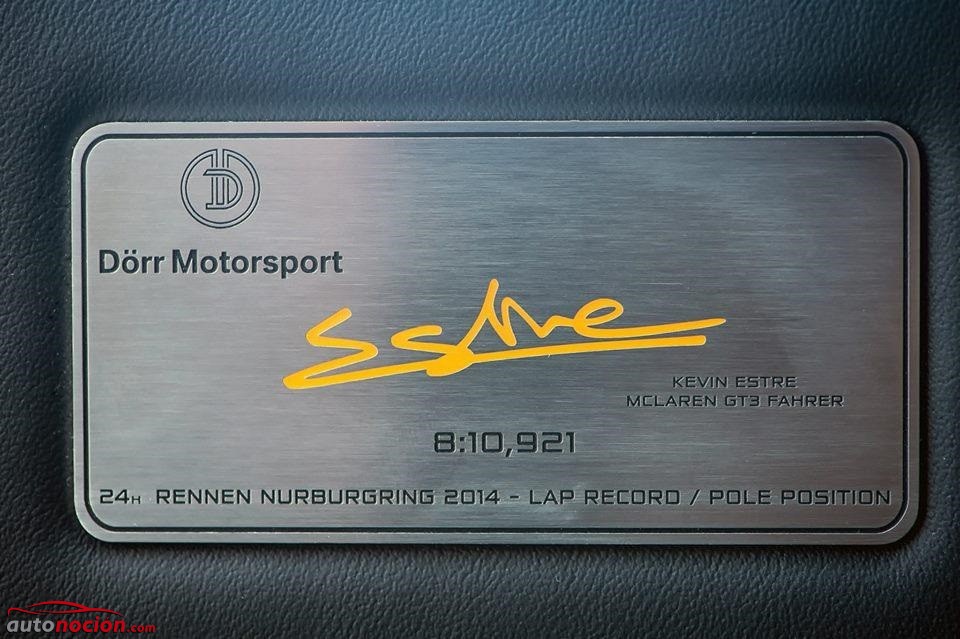 D
Dörr Motorsport
Estre
KEVIN ESTRE
MCLAREN GT3 FAHRER
8:10,921
24H RENNEN NURBURGRING 2014 - LAP RECORD / POLE POSITION
autonocion.com